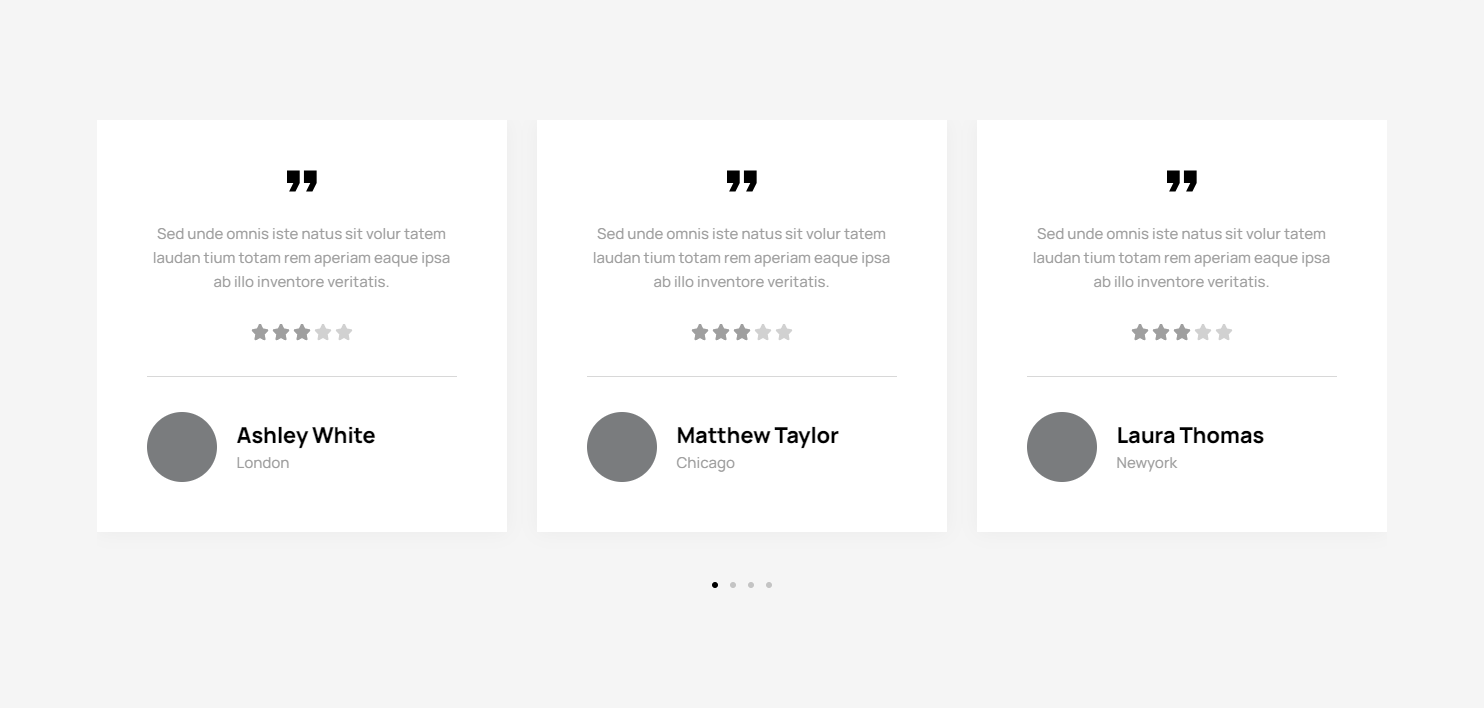 Sed unde omnis iste natus sit volur tatem
laudan tium totam rem aperiam eaque ipsa
ab illo inventore veritatis.
Ashley White
London
Sed unde omnis iste natus sit volur tatem
laudan tium totam rem aperiam eaque ipsa
ab illo inventore veritatis.
Matthew Taylor
Chicago
Sed unde omnis iste natus sit volur tatem
laudan tium totam rem aperiam eaque ipsa
ab illo inventore veritatis.
Laura Thomas
Newyork